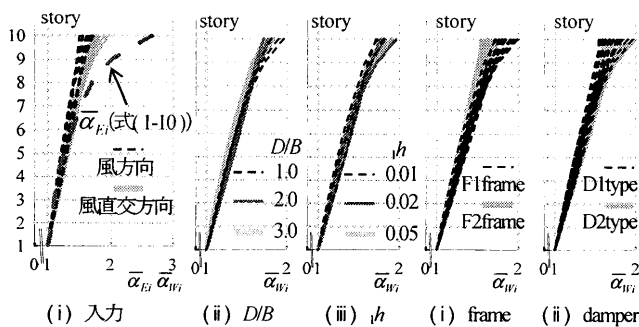 story
story
story
story
story
10
9
8
7
6
5
4
3
2
1
ᾱEi(式(1-10))
風方向
風直交方向
D/B
1.0
2.0
3.0
₁h
0.01
0.02
0.05
F1frame
F2frame
D1type
D2type
0 1 2 3
ᾱEi ᾱWi
0 1 2
ᾱWi
0 1 2
ᾱWi
0 1 2
ᾱWi
0 1 2
ᾱWi
(i) 入力
(ii) D/B
(iii) ₁h
(i) frame
(ii) damper